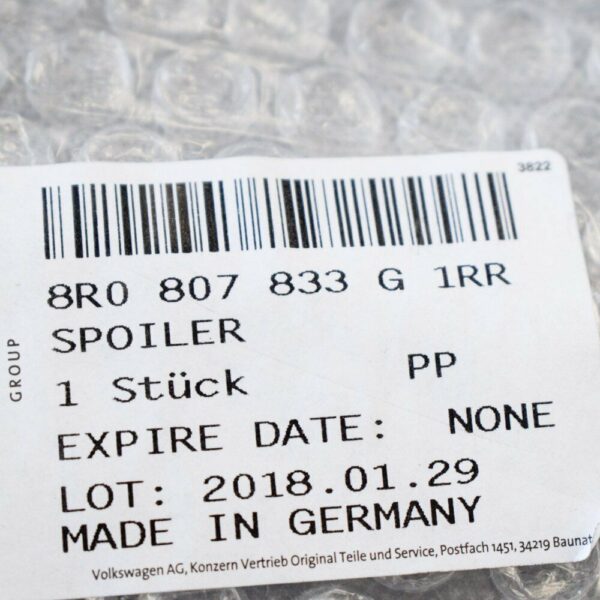 3822
8R0 807 833 G 1RR
SPOILER
1 Stück PP
EXPIRE DATE: NONE
LOT: 2018.01.29
MADE IN GERMANY
Volkswagen AG, Konzern Vertrieb Original Teile und Service, Postfach 1451, 34219 Baunat
GROUP